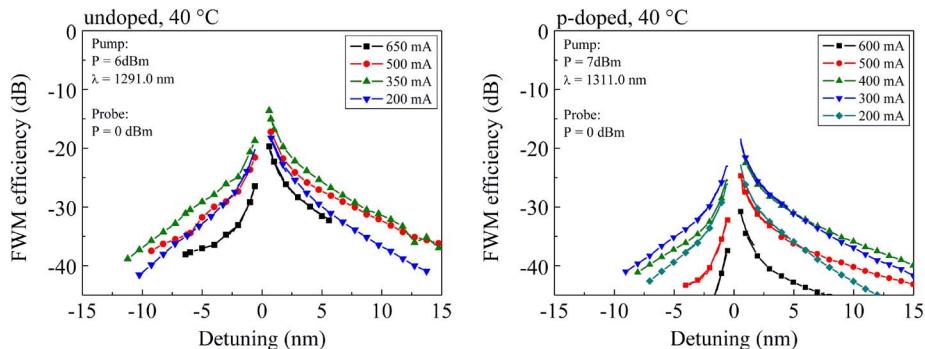 undoped, 40 °C
Pump:
P = 6dBm
λ = 1291.0 nm
Probe:
P = 0 dBm
650 mA
500 mA
350 mA
200 mA
FWM efficiency (dB)
0
-10
-20
-30
-40
-15 -10 -5 0 5 10 15
Detuning (nm)
p-doped, 40 °C
Pump:
P = 7dBm
λ = 1311.0 nm
Probe:
P = 0 dBm
600 mA
500 mA
400 mA
300 mA
200 mA
FWM efficiency (dB)
0
-10
-20
-30
-40
-15 -10 -5 0 5 10 15
Detuning (nm)